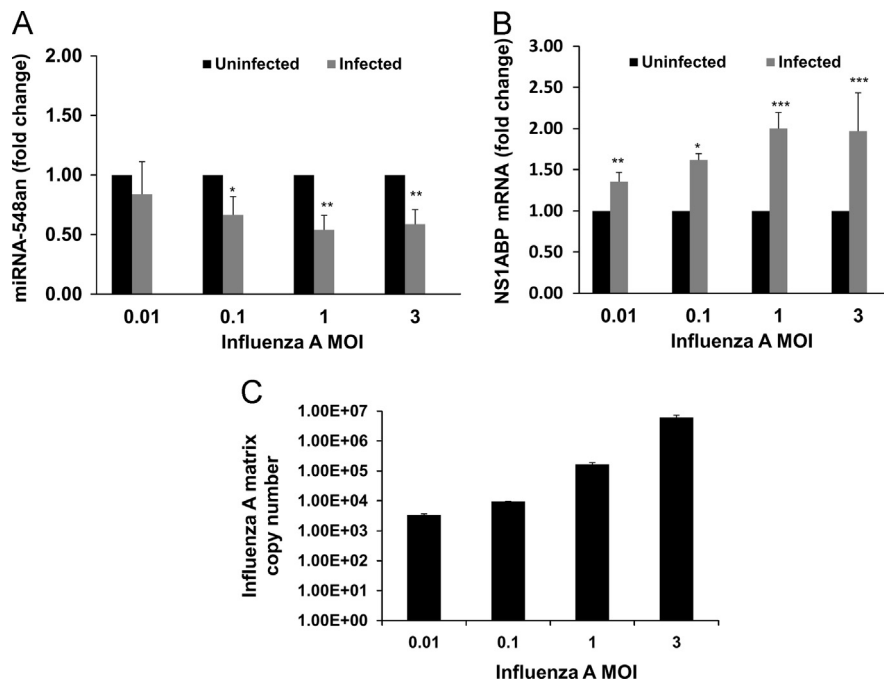 A
miRNA-548an (fold change)
2.00
1.50
1.00
0.50
0.00
Uninfected
Infected
*
**
**
0.01 0.1 1 3
Influenza A MOI
B
NS1ABP mRNA (fold change)
3.00
2.50
2.00
1.50
1.00
0.50
0.00
Uninfected
Infected
**
*
***
***
0.01 0.1 1 3
Influenza A MOI
C
Influenza A matrix
copy number
1.00E+07
1.00E+06
1.00E+05
1.00E+04
1.00E+03
1.00E+02
1.00E+01
1.00E+00
0.01 0.1 1 3
Influenza A MOI